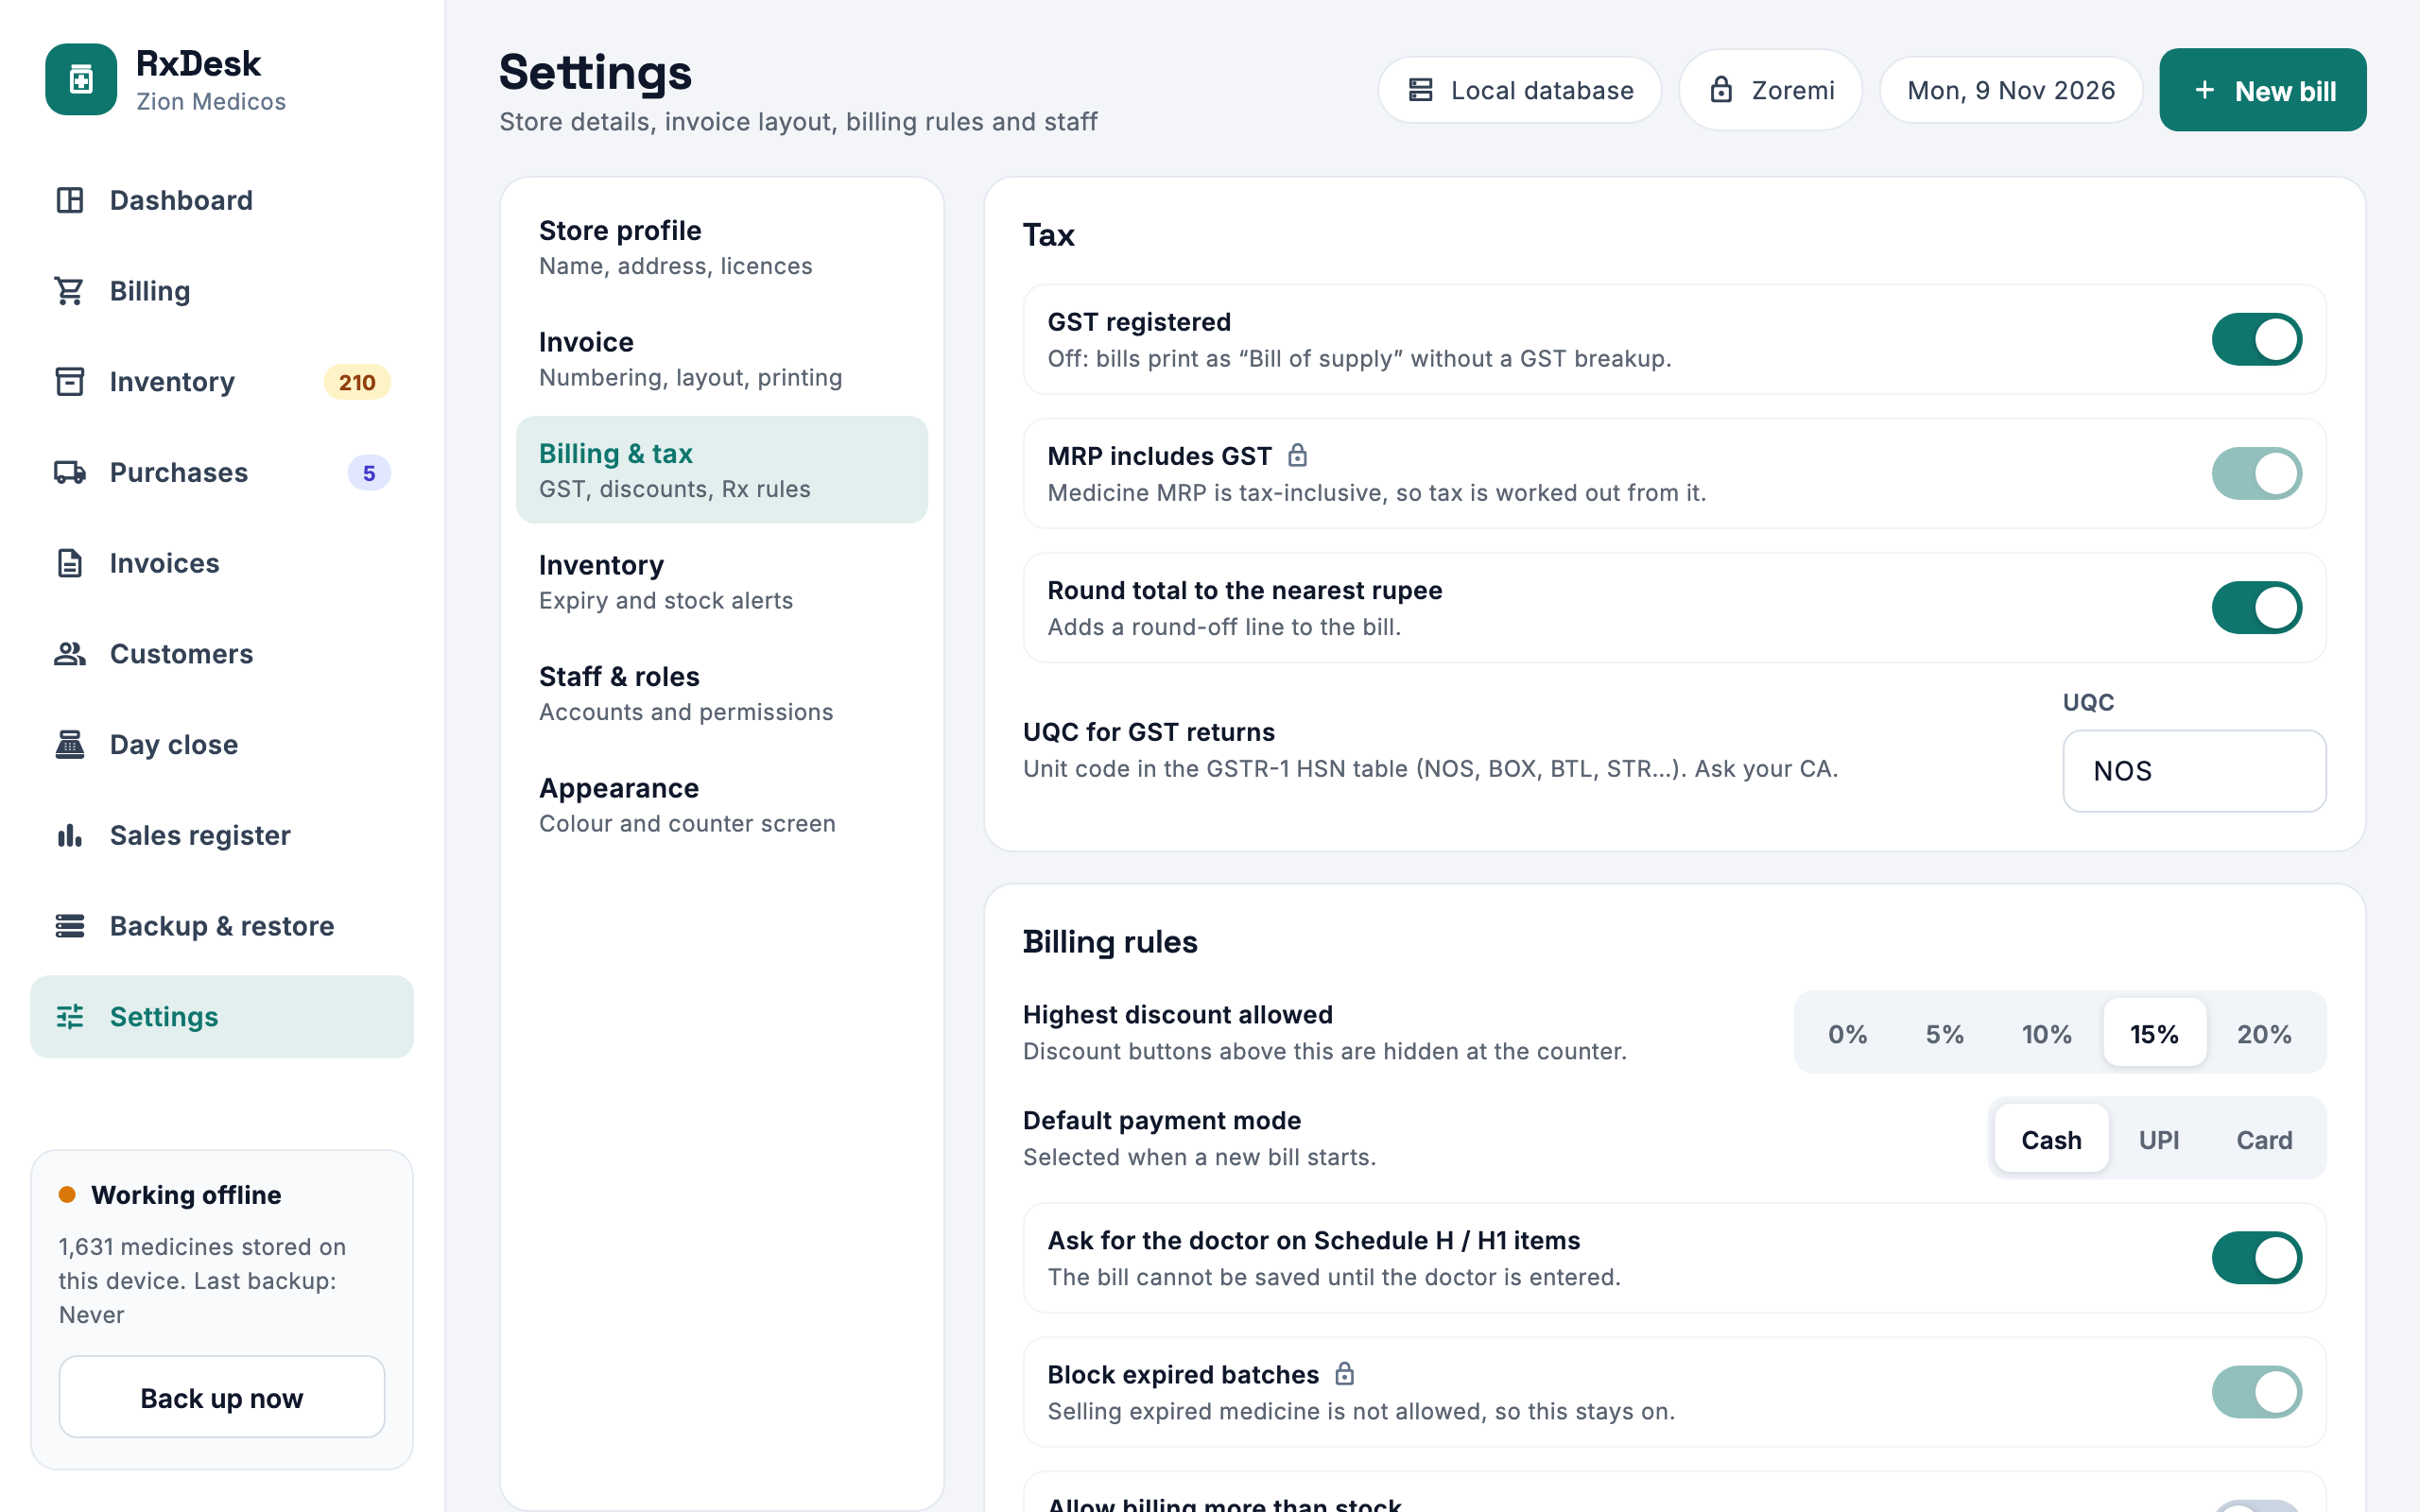 RxDesk
Zion Medicos
Dashboard
Billing
Inventory 210
Purchases 5
Invoices
Customers
Day close
Sales register
Backup & restore
Settings
Working offline
1,631 medicines stored on
this device. Last backup:
Never
Back up now
Settings
Store details, invoice layout, billing rules and staff
Local database
Zoremi
Mon, 9 Nov 2026
+ New bill
Store profile
Name, address, licences
Invoice
Numbering, layout, printing
Billing & tax
GST, discounts, Rx rules
Inventory
Expiry and stock alerts
Staff & roles
Accounts and permissions
Appearance
Colour and counter screen
Tax
GST registered
Off: bills print as “Bill of supply” without a GST breakup.
MRP includes GST
Medicine MRP is tax-inclusive, so tax is worked out from it.
Round total to the nearest rupee
Adds a round-off line to the bill.
UQC for GST returns
Unit code in the GSTR-1 HSN table (NOS, BOX, BTL, STR...). Ask your CA.
UQC
NOS
Billing rules
Highest discount allowed
Discount buttons above this are hidden at the counter.
0% 5% 10% 15% 20%
Default payment mode
Selected when a new bill starts.
Cash UPI Card
Ask for the doctor on Schedule H / H1 items
The bill cannot be saved until the doctor is entered.
Block expired batches
Selling expired medicine is not allowed, so this stays on.
Allow billing more than stock